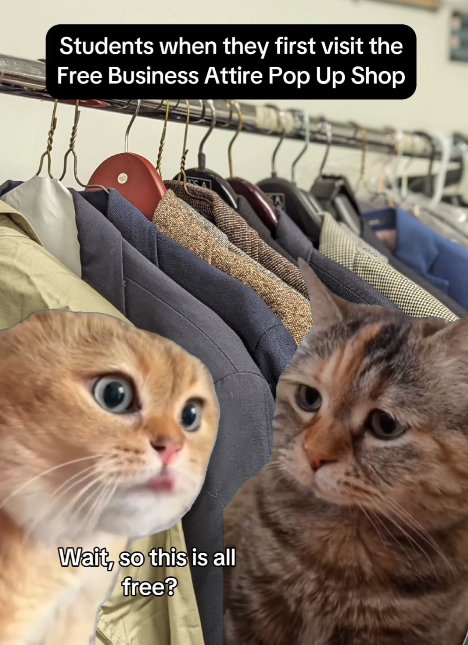 Students when they first visit the
Free Business Attire Pop Up Shop
Wait, so this is all
free?